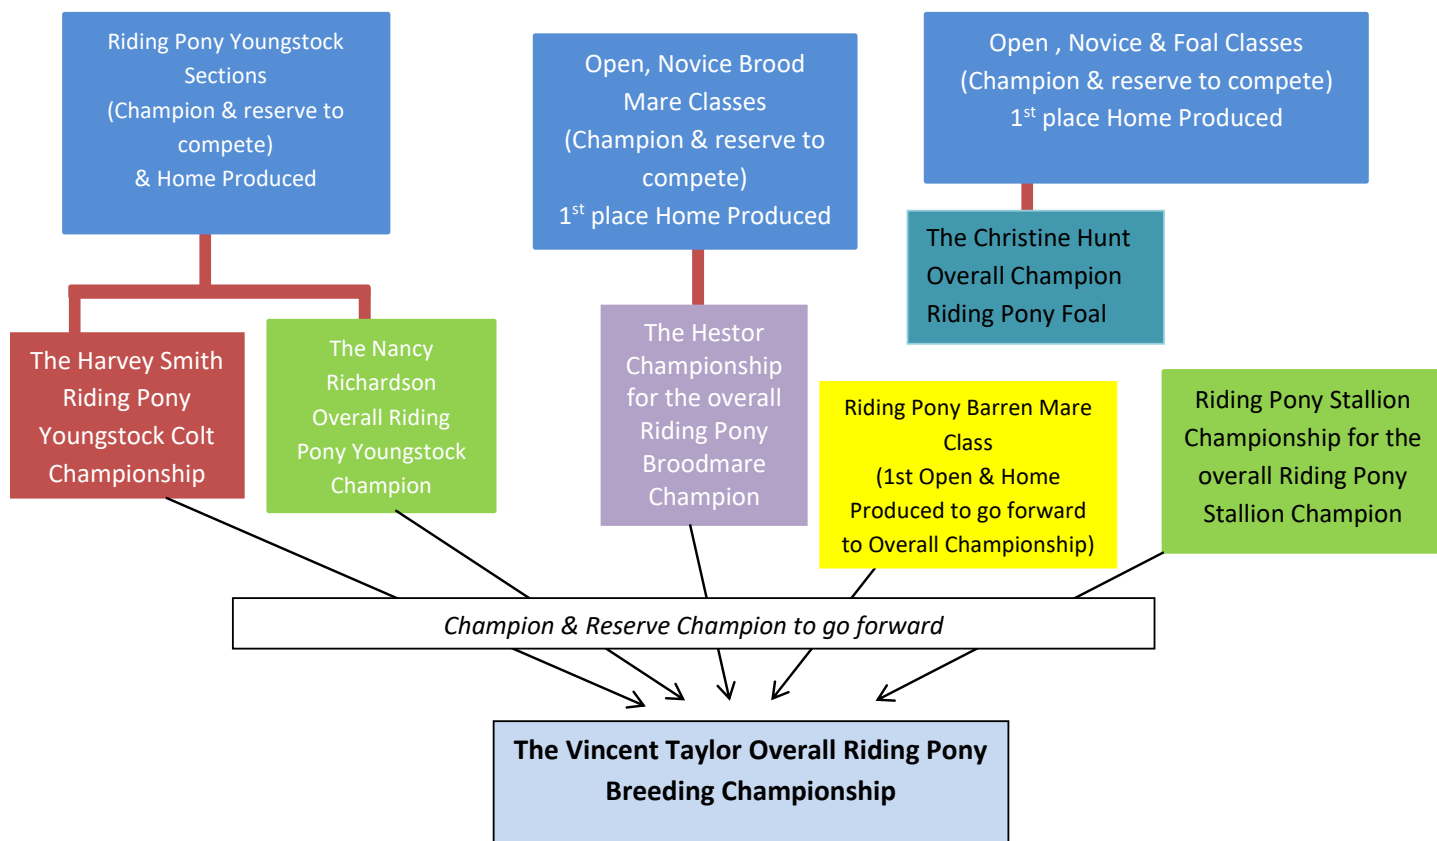 Riding Pony Youngstock
Sections
(Champion & reserve to
compete)
& Home Produced
Open, Novice Brood
Mare Classes
(Champion & reserve to
compete)
1st place Home Produced
Open , Novice & Foal Classes
(Champion & reserve to compete)
1st place Home Produced
The Christine Hunt
Overall Champion
Riding Pony Foal
The Harvey Smith
Riding Pony
Youngstock Colt
Championship
The Nancy
Richardson
Overall Riding
Pony Youngstock
Champion
The Hestor
Championship
for the overall
Riding Pony
Broodmare
Champion
Riding Pony Barren Mare
Class
(1st Open & Home
Produced to go forward
to Overall Championship)
Riding Pony Stallion
Championship for the
overall Riding Pony
Stallion Champion
Champion & Reserve Champion to go forward
The Vincent Taylor Overall Riding Pony
Breeding Championship